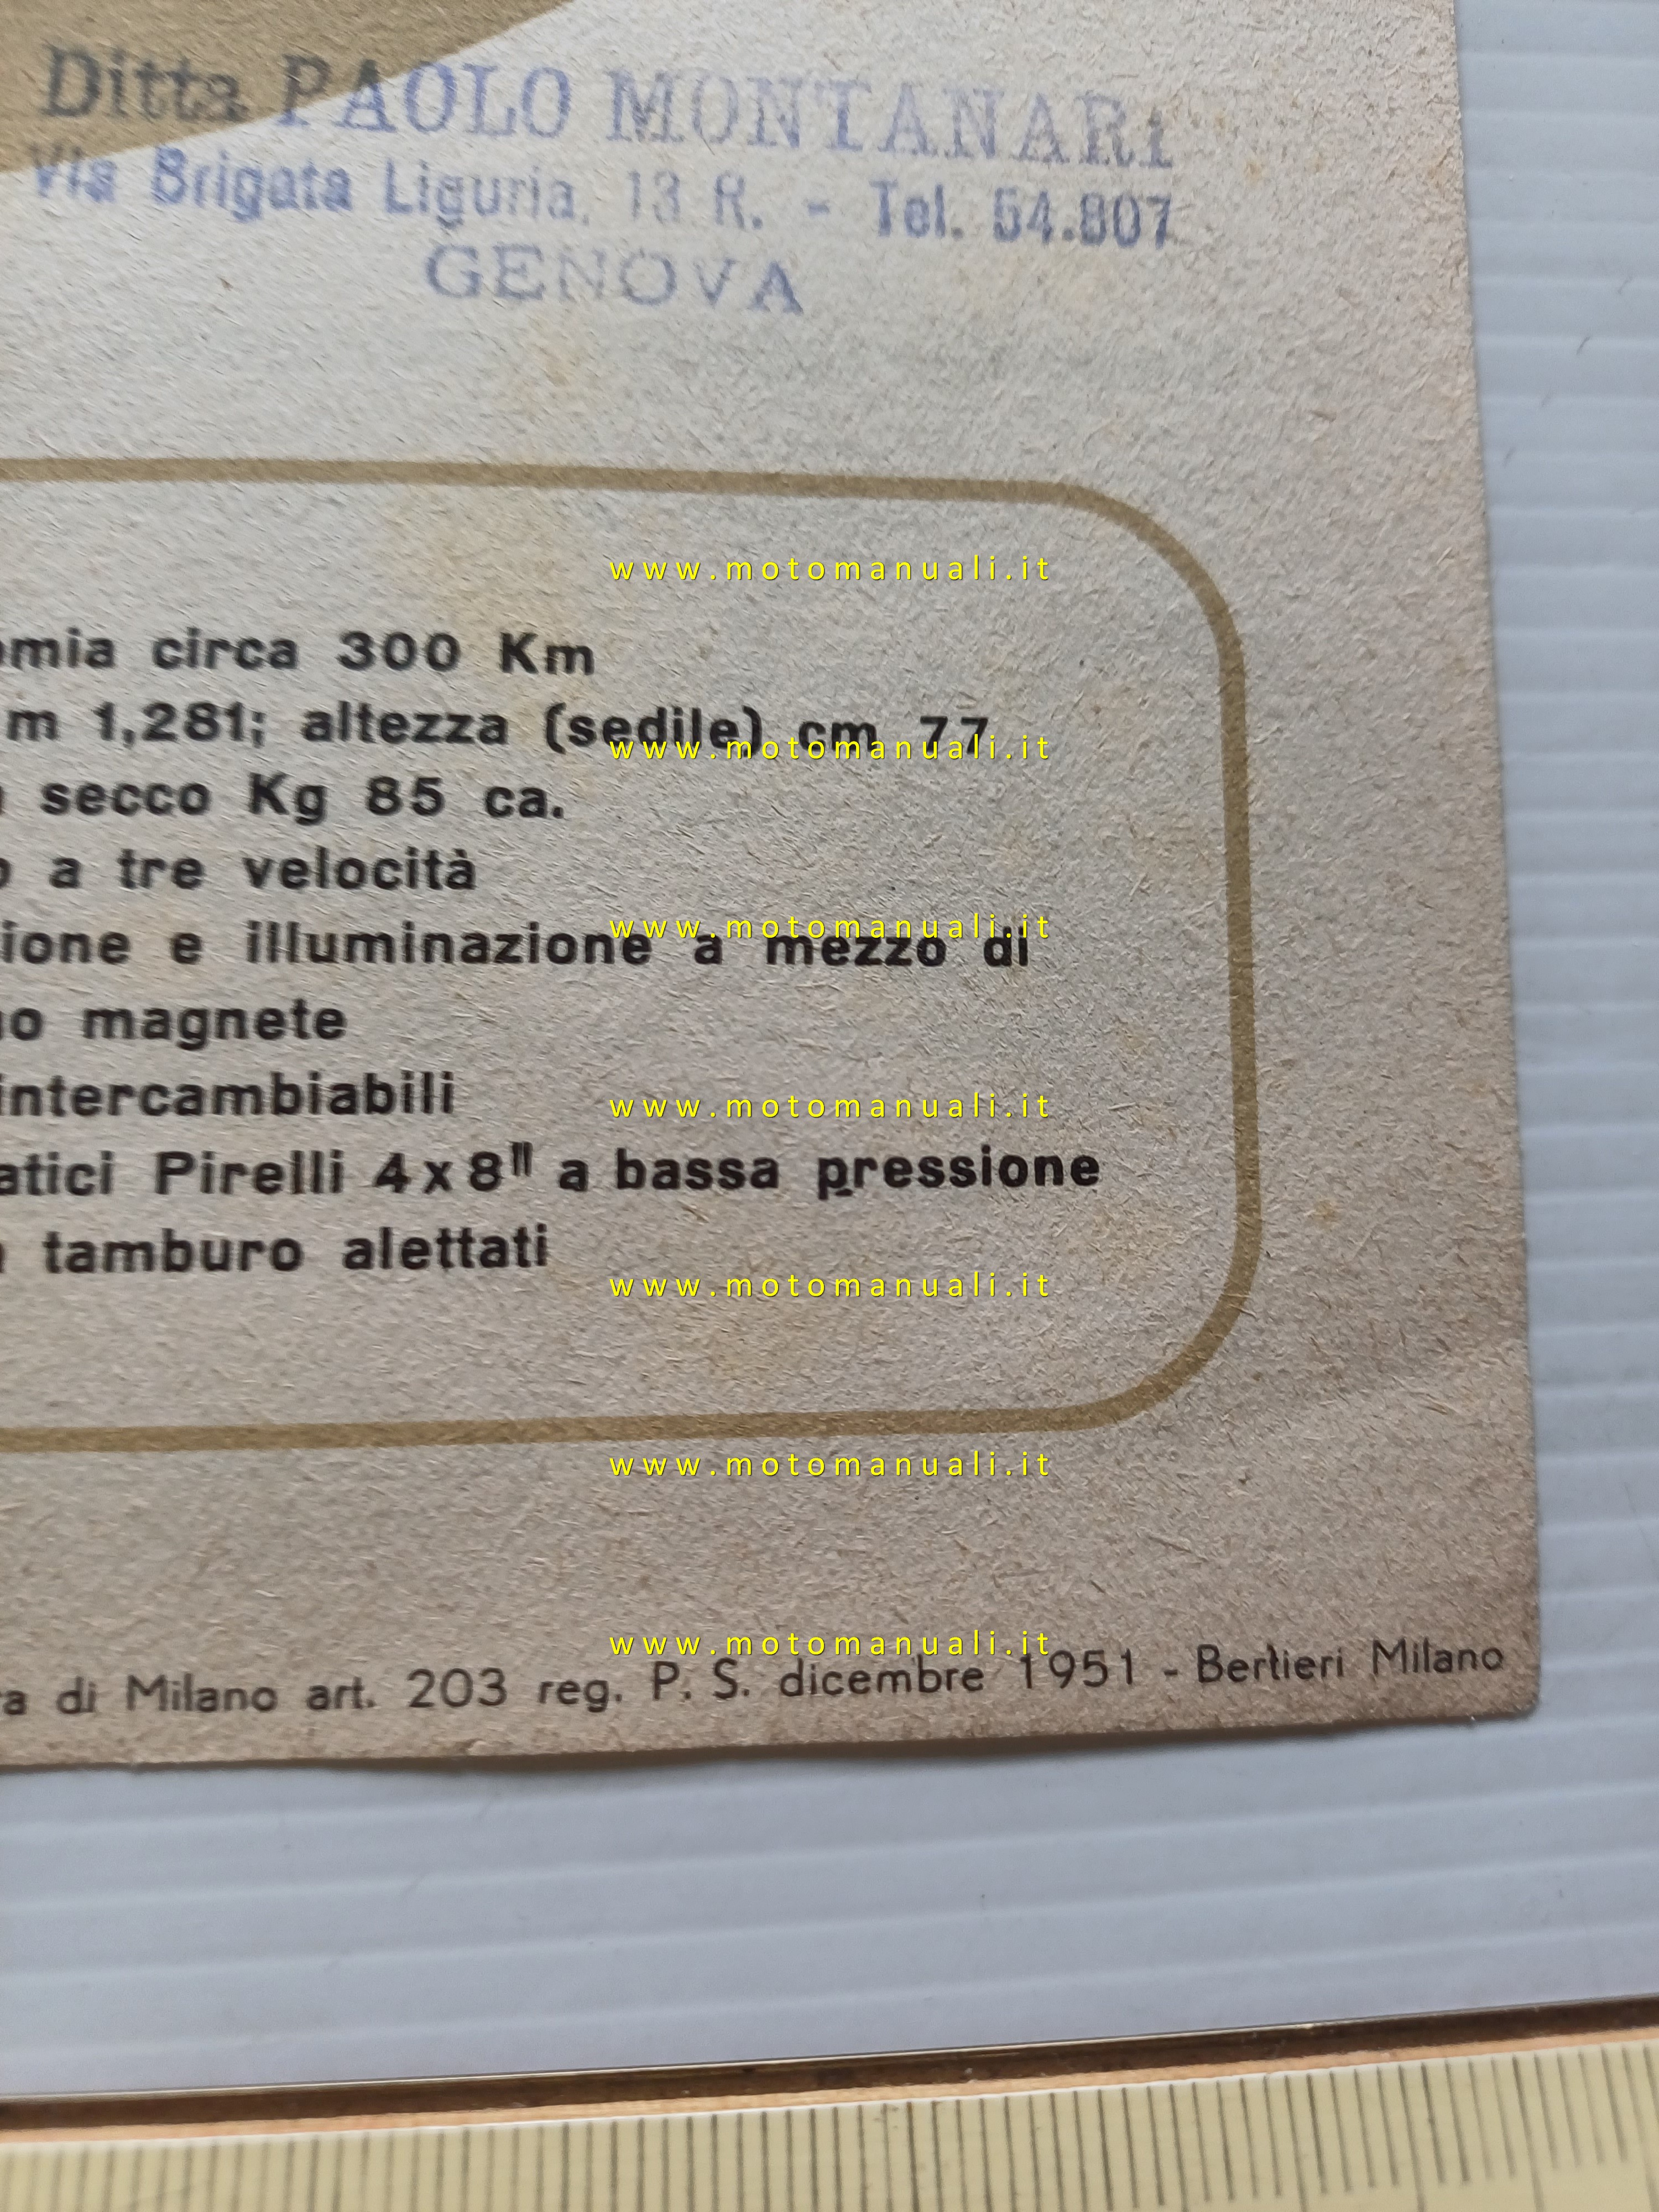 Ditta PAOLO MONTANARI
Via Brigata Liguria, 13 R. - Tel. 54.807
GENOVA
www.motomanuali.it
omia circa 300 Km
m 1,281; altezza (sedile) cm 77
www.motomanuali.it
secco Kg 85 ca.
o a tre velocità
www.motomanuali.it
ione e illuminazione a mezzo di
no magnete
intercambiabili
www.motomanuali.it
atici Pirelli 4x8" a bassa pressione
tamburo alettati
www.motomanuali.it
www.motomanuali.it
www.motomanuali.it
ra di Milano art. 203 reg. P. S. dicembre 1951 - Bertieri Milano